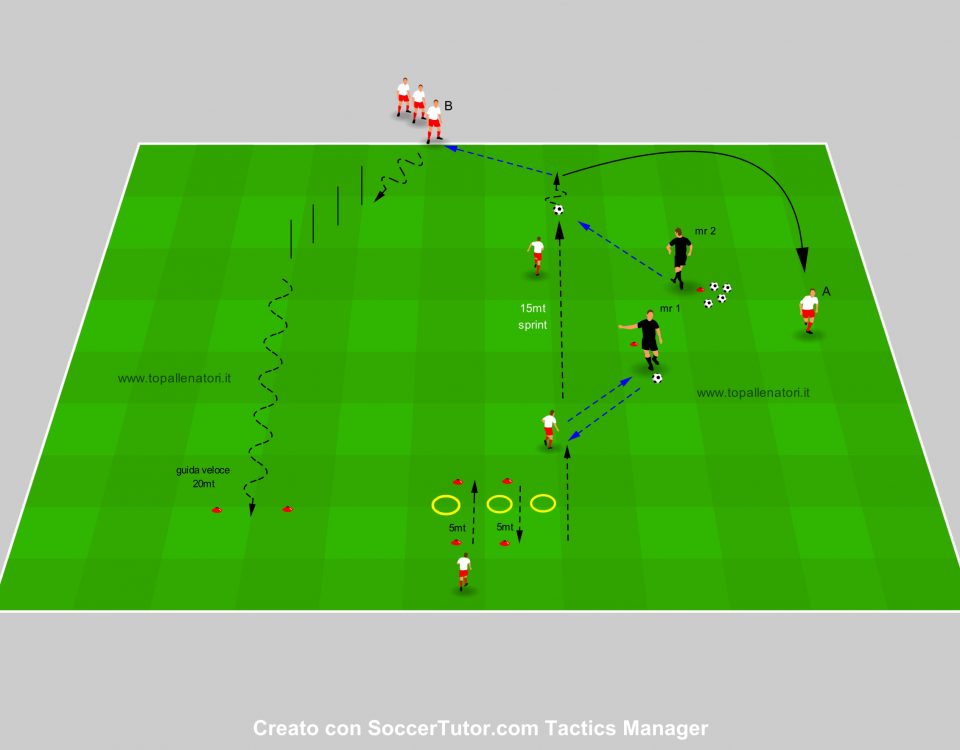 B
mr 2
A
mr 1
15mt
sprint
www.topallenatori.it
www.topallenatori.it
guida veloce
20mt
5mt
5mt
Creato con SoccerTutor.com Tactics Manager